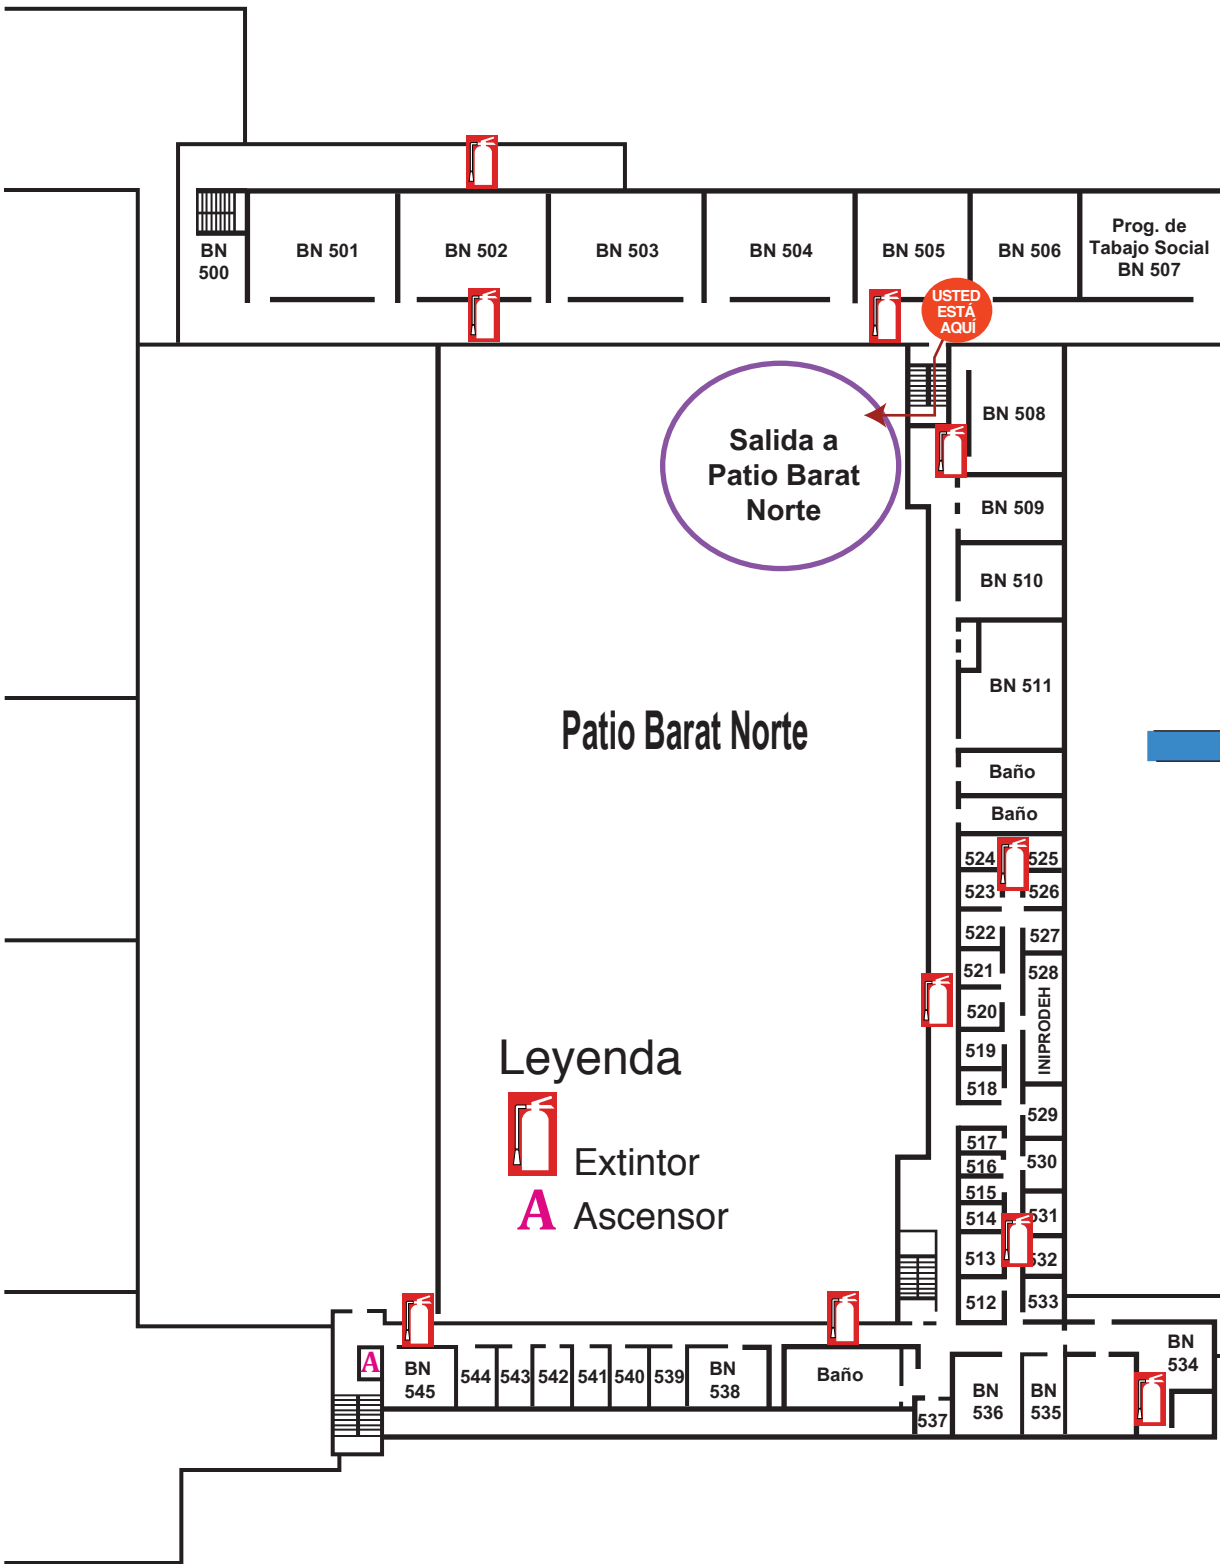 BN
500
BN 501
BN 502
BN 503
BN 504
BN 505
BN 506
Prog. de
Tabajo Social
BN 507
USTED
ESTÁ
AQUÍ
BN 508
Salida a
Patio Barat
Norte
BN 509
BN 510
BN 511
Patio Barat Norte
Baño
Baño
524
525
523
526
522
527
521
528
INIPRODEH
520
519
518
529
517
516
530
515
514
531
513
532
512
533
Leyenda
Extintor
A Ascensor
A
BN
545
544
543
542
541
540
539
BN
538
Baño
537
BN
536
BN
535
BN
534